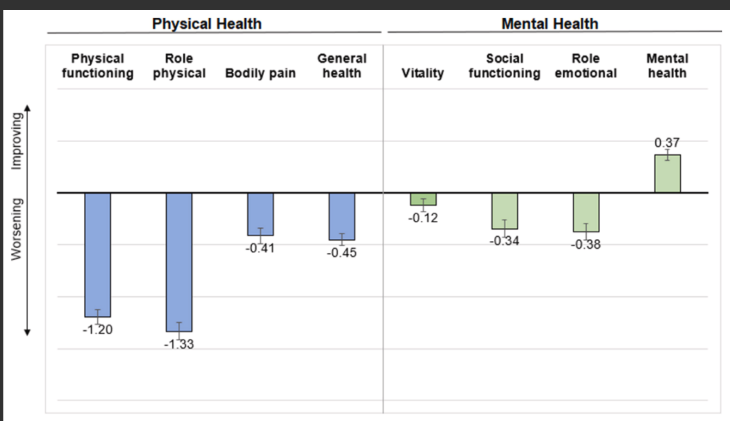 Physical Health
Mental Health
Physical functioning
Role physical
Bodily pain
General health
Vitality
Social functioning
Role emotional
Mental health
Improving
Worsening
-1.20
-1.33
-0.41
-0.45
-0.12
-0.34
-0.38
0.37